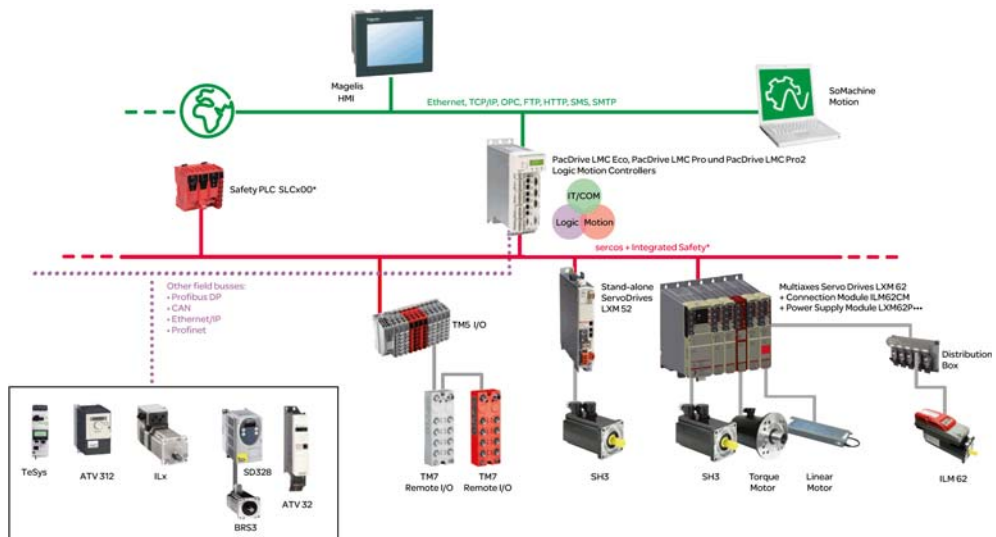 Magelis
HMI
Ethernet, TCP/IP, OPC, FTP, HTTP, SMS, SMTP
SoMachine
Motion
PacDrive LMC Eco, PacDrive LMC Pro und PacDrive LMC Pro2
Logic Motion Controllers
Safety PLC SLCx00*
IT/COM
Logic
Motion
sercos + Integrated Safety*
Other field busses:
• Profibus DP
• CAN
• Ethernet/IP
• Profinet
TM5 I/O
Stand-alone
ServoDrives
LXM 52
Multiaxes Servo Drives LXM 62
+ Connection Module ILM62CM
+ Power Supply Module LXM62P•••
Distribution
Box
TeSys
ATV 312
ILx
SD328
BRS3
ATV 32
TM7
Remote I/O
TM7
Remote I/O
SH3
SH3
Torque
Motor
Linear
Motor
ILM 62